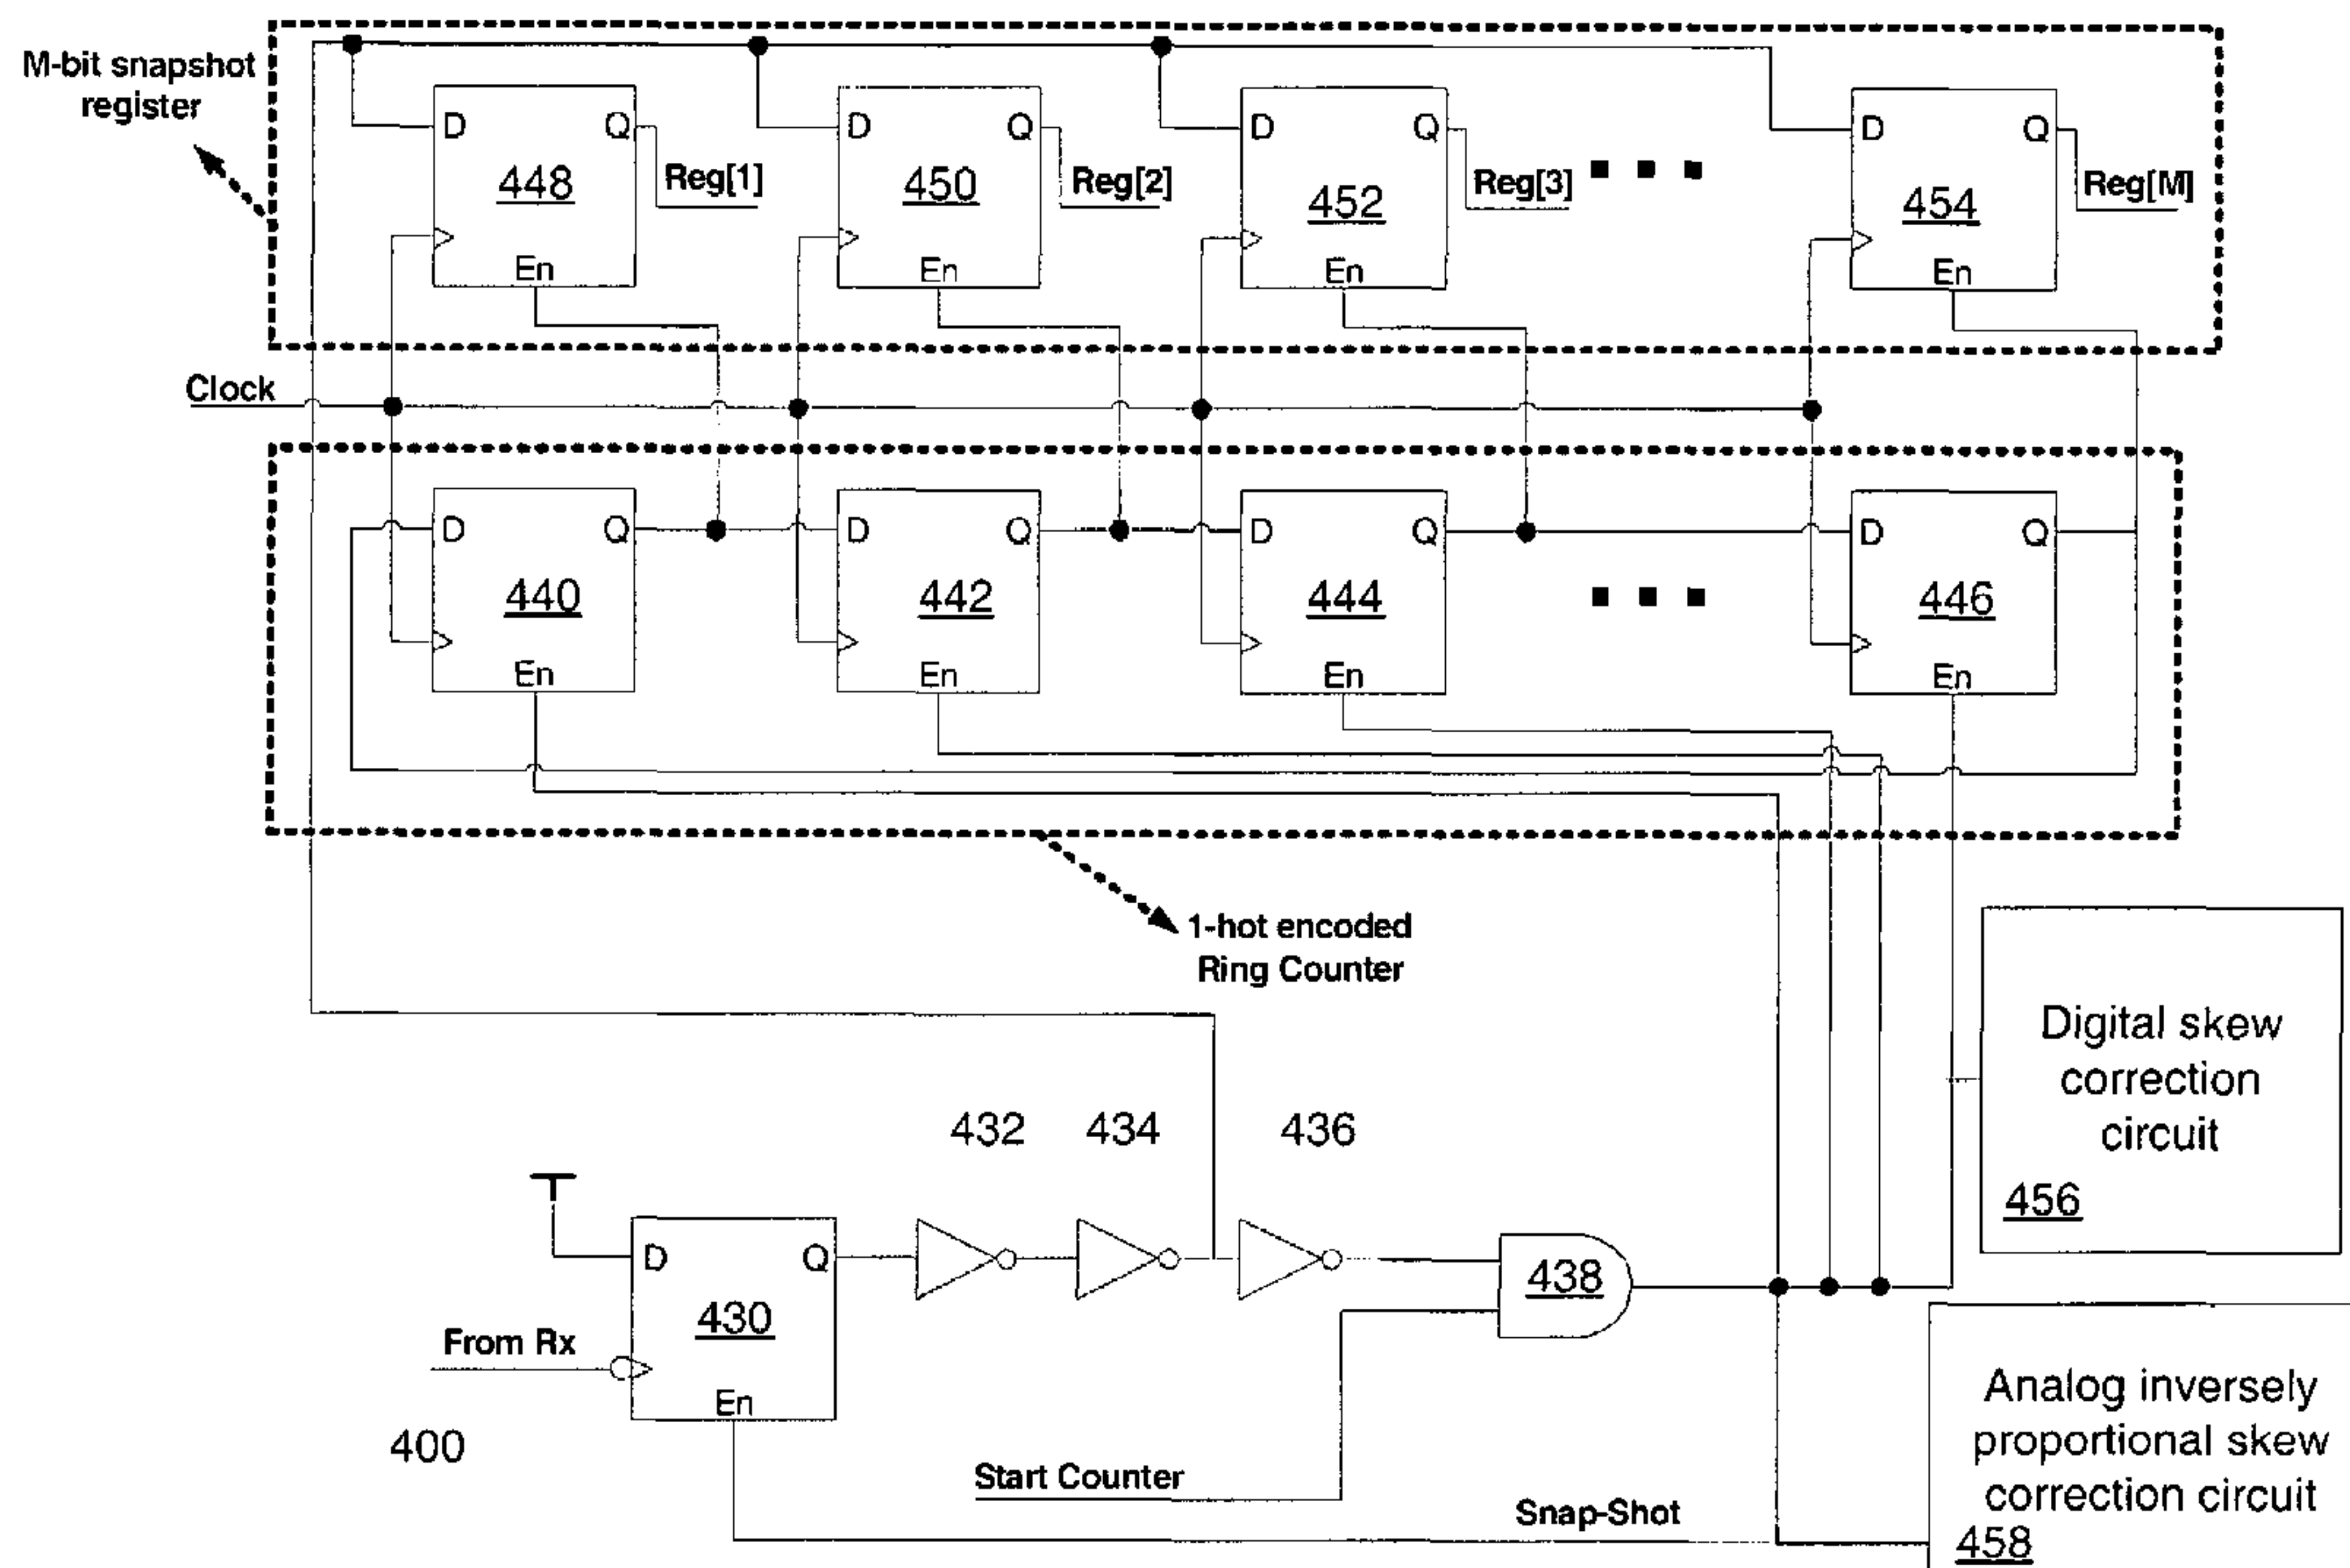 M-bit snapshot
register
D Q D Q D Q D Q
448 Reg[1] 450 Reg[2] 452 Reg[3] 454 Reg[M]
En En En En
Clock
D Q D Q D Q D Q
440 442 444 446
En En En En
1-hot encoded
Ring Counter
Digital skew
correction
circuit
456
432 434 436
D Q
430
438
From Rx
En
400
Start Counter
Snap-Shot
Analog inversely
proportional skew
correction circuit
458